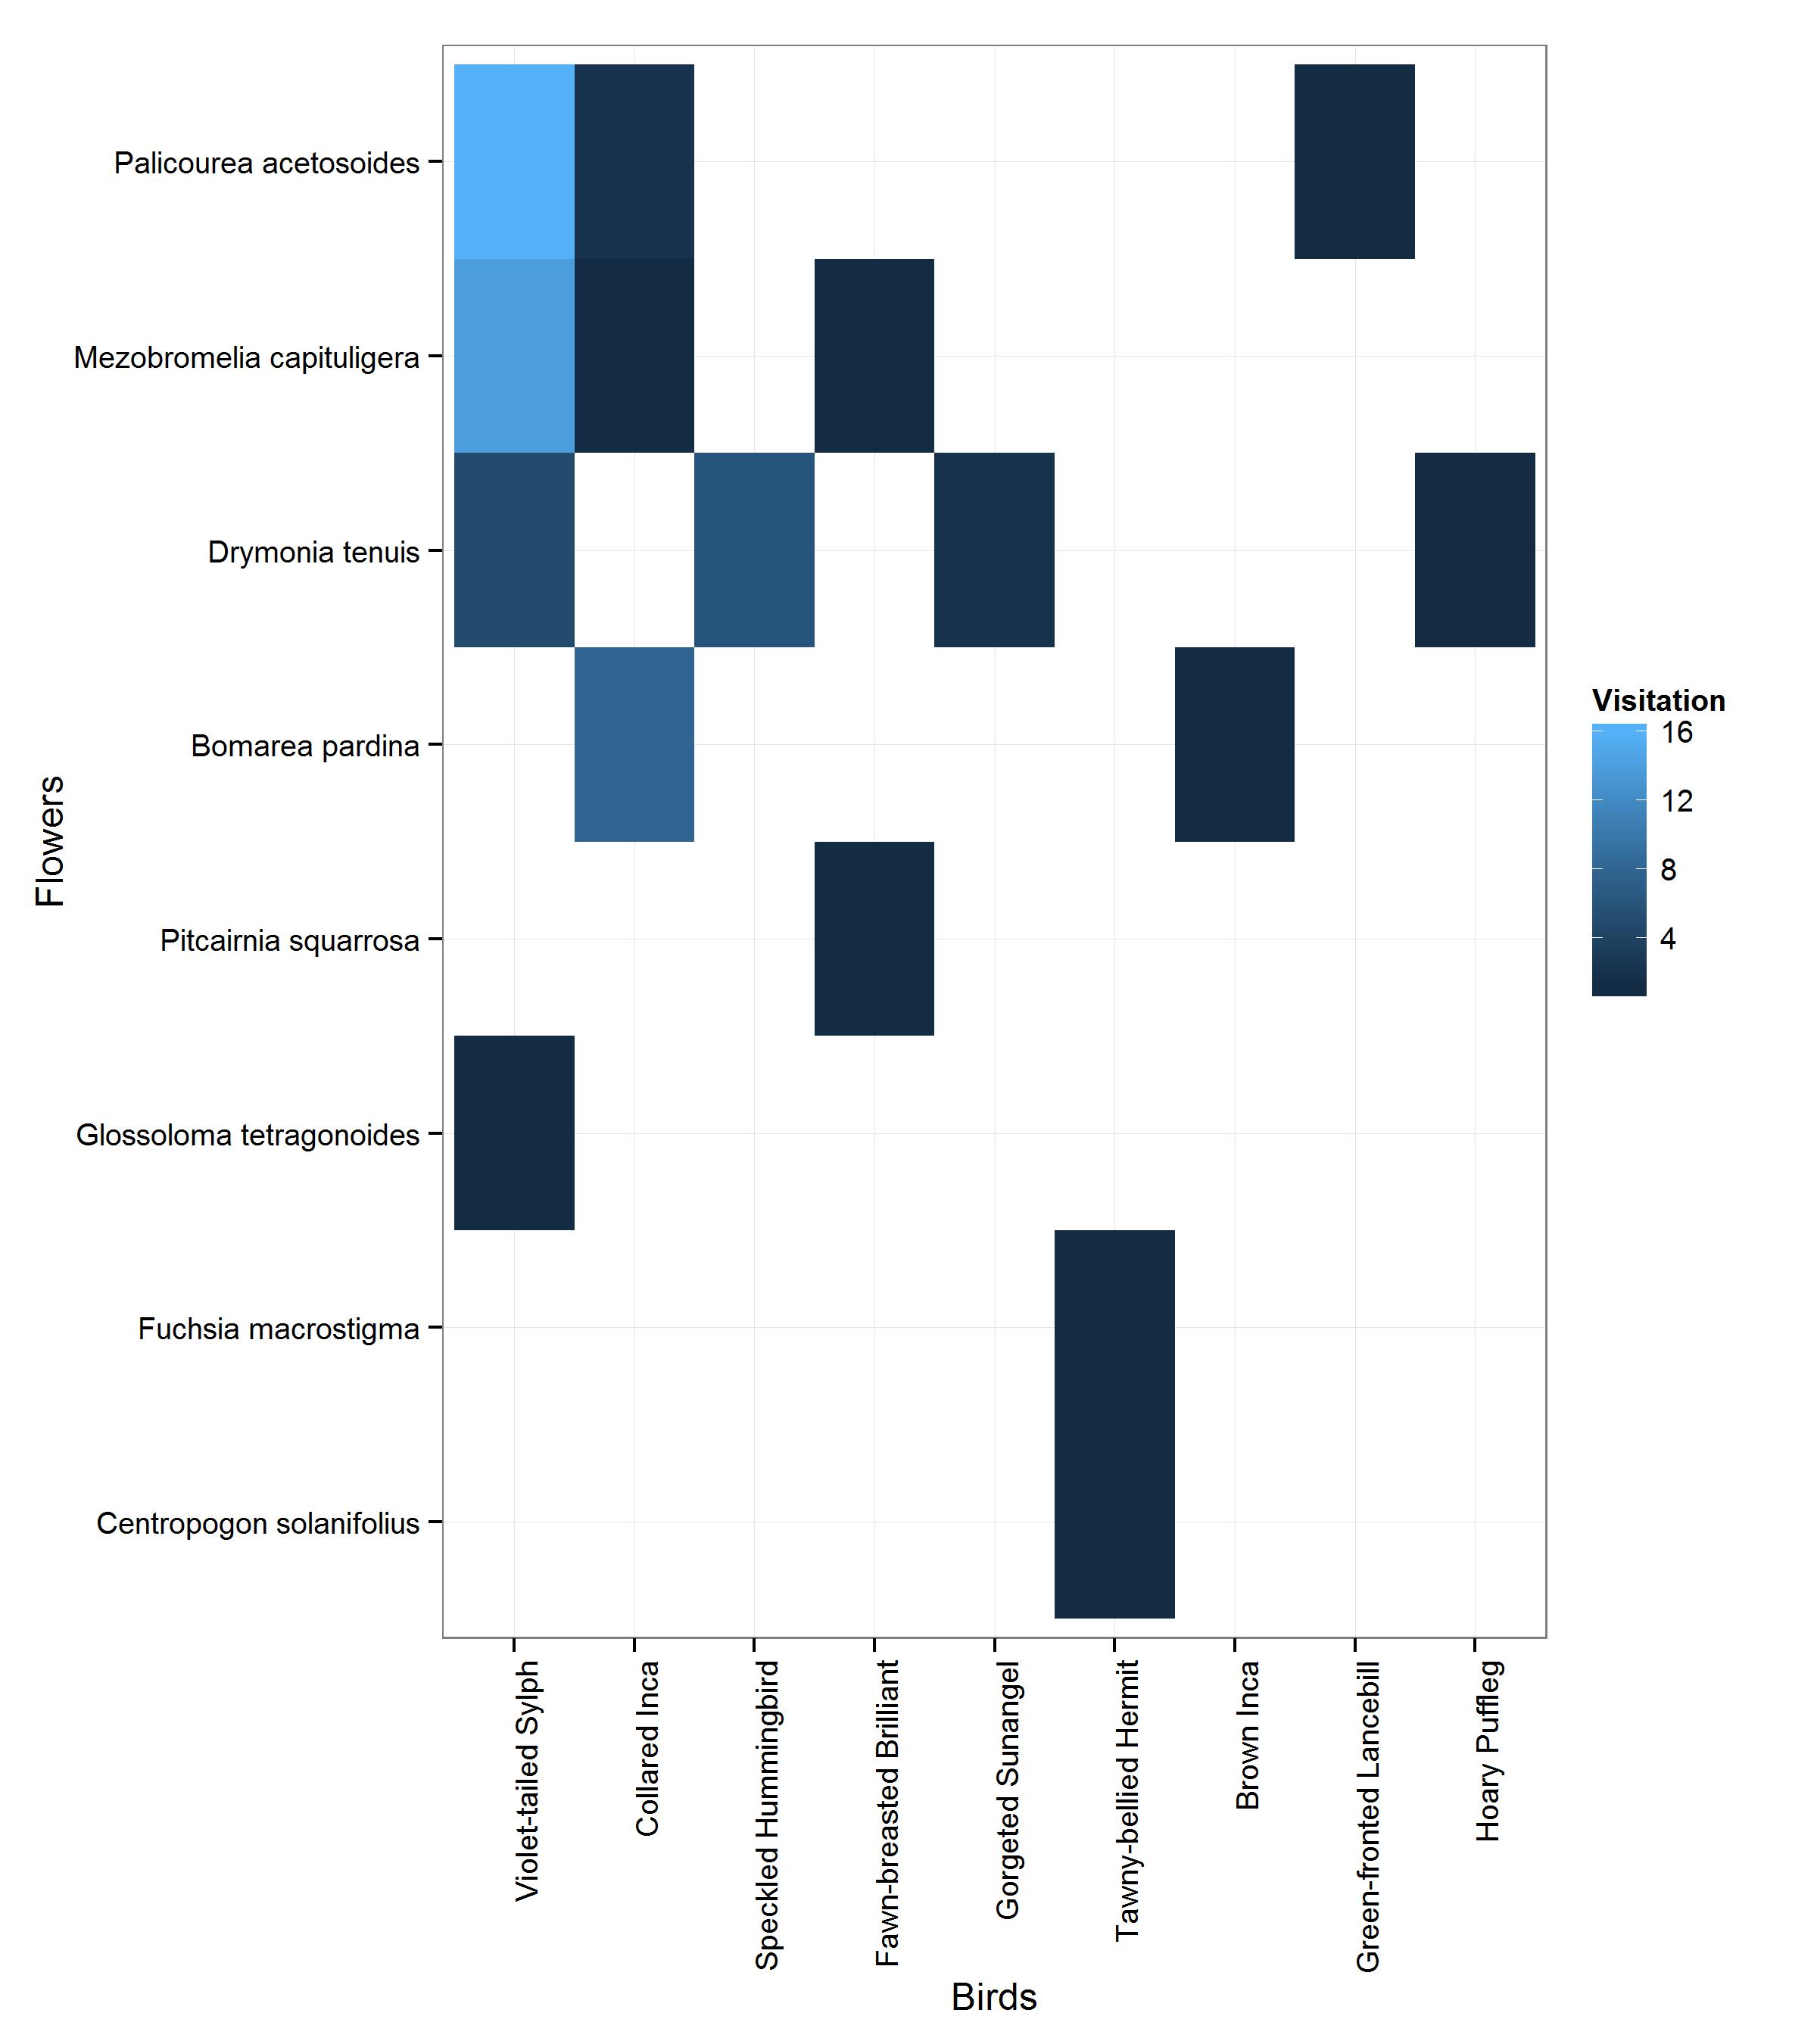 Palicourea acetosoides
Mezobromelia capituligera
Drymonia tenuis
Bomarea pardina
Pitcairnia squarrosa
Glossoloma tetragonoides
Fuchsia macrostigma
Centropogon solanifolius
Flowers
Violet-tailed Sylph
Collared Inca
Speckled Hummingbird
Fawn-breasted Brilliant
Gorgeted Sunangel
Tawny-bellied Hermit
Brown Inca
Green-fronted Lancebill
Hoary Puffleg
Birds
Visitation
16
12
8
4